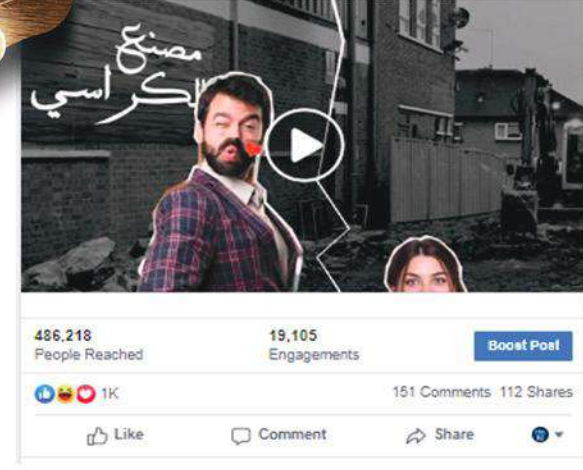 مصنع
الكراسي
486,218 19,105 Boost Post
People Reached Engagements
1K 151 Comments 112 Shares
Like Comment Share